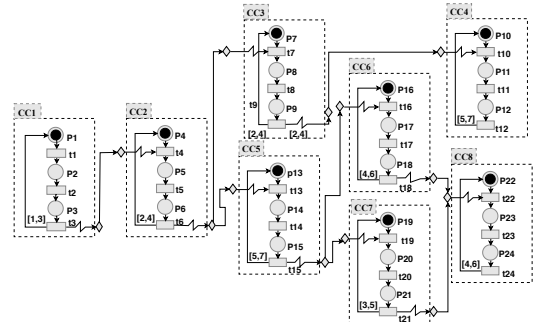 CC1
P1
t1
P2
t2
P3
[1,3]
t3
CC2
P4
t4
P5
t5
P6
[2,4]
t6
CC3
P7
t7
P8
t8
t9
P9
[2,4]
[2,4]
CC5
p13
t13
P14
t14
P15
[5,7]
t15
CC6
P16
t16
P17
t17
P18
[4,6]
t18
CC7
P19
t19
P20
t20
P21
[3,5]
t21
CC4
P10
t10
P11
t11
P12
[5,7]
t12
CC8
P22
t22
P23
t23
P24
[4,6]
t24